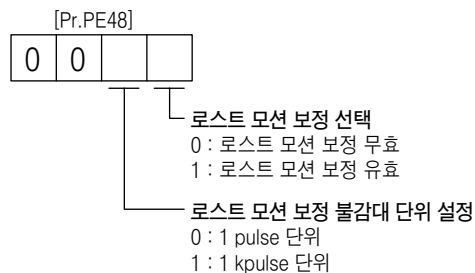 [Pr.PE48]
0 0
로스트 모션 보정 선택
0 : 로스트 모션 보정 무효
1 : 로스트 모션 보정 유효
로스트 모션 보정 불감대 단위 설정
0 : 1 pulse 단위
1 : 1 kpulse 단위